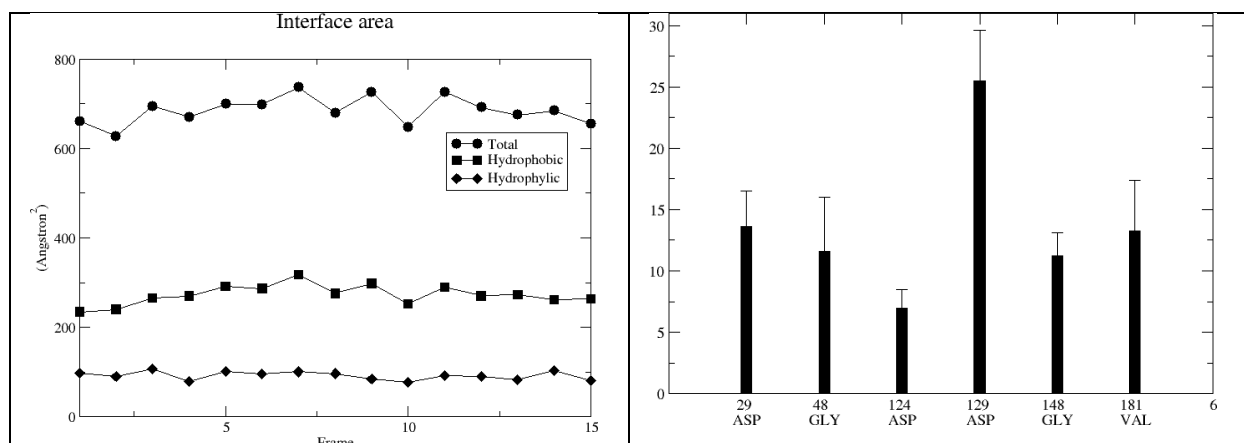 Interface area
800
600
400
200
0
(Angstron²)
Total
Hydrophobic
Hydrophylic
5
10
15
Frame
30
25
20
15
10
5
0
29 48 124 129 148 181 6
ASP GLY ASP ASP GLY VAL